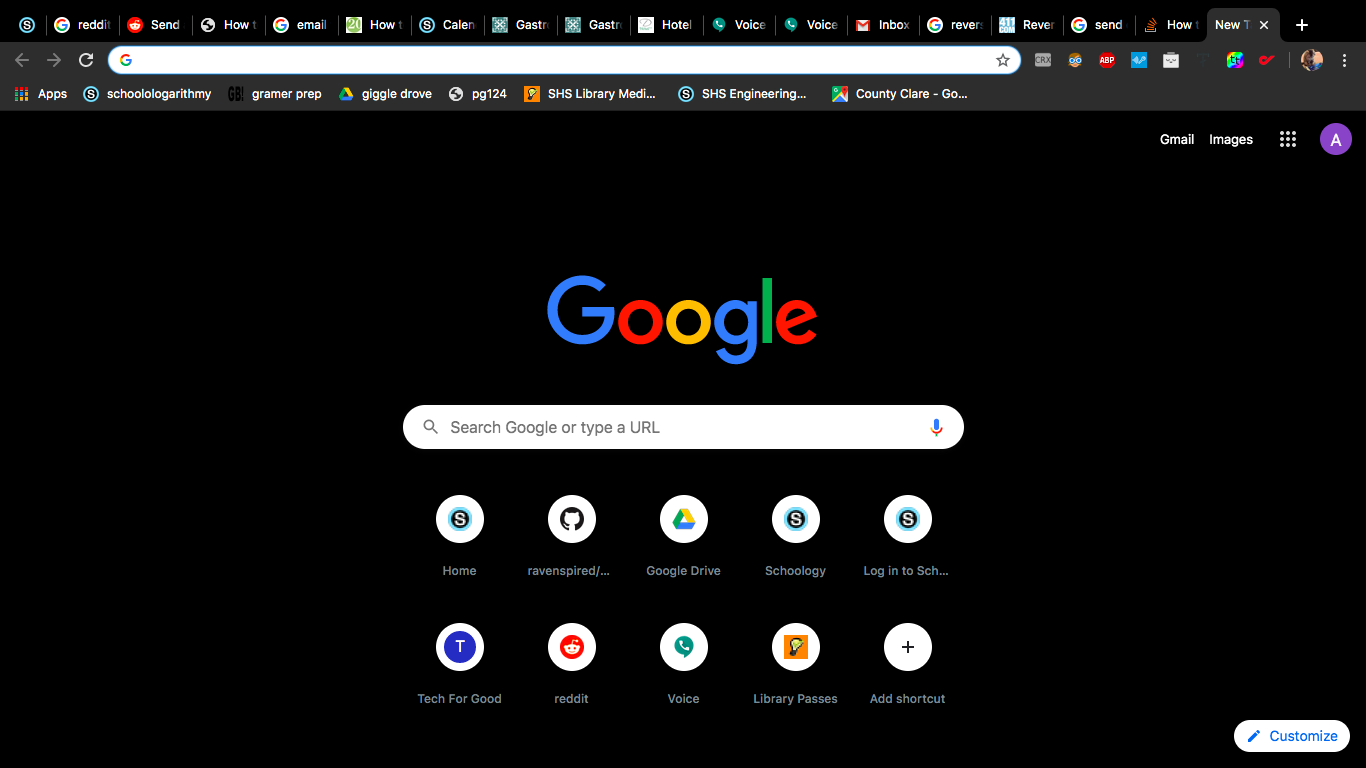 reddit Send How t email How t Calen Gastr Gastr Hotel Voice Voice Inbox revers Rever send How t New T
Apps schoolologarithmy GB! gramer prep giggle drove pg124 SHS Library Medi... SHS Engineering... County Clare - Go...
Gmail Images A
Google
Search Google or type a URL
Home ravenspired/... Google Drive Schoology Log in to Sch...
T
Tech For Good reddit Voice Library Passes Add shortcut
Customize